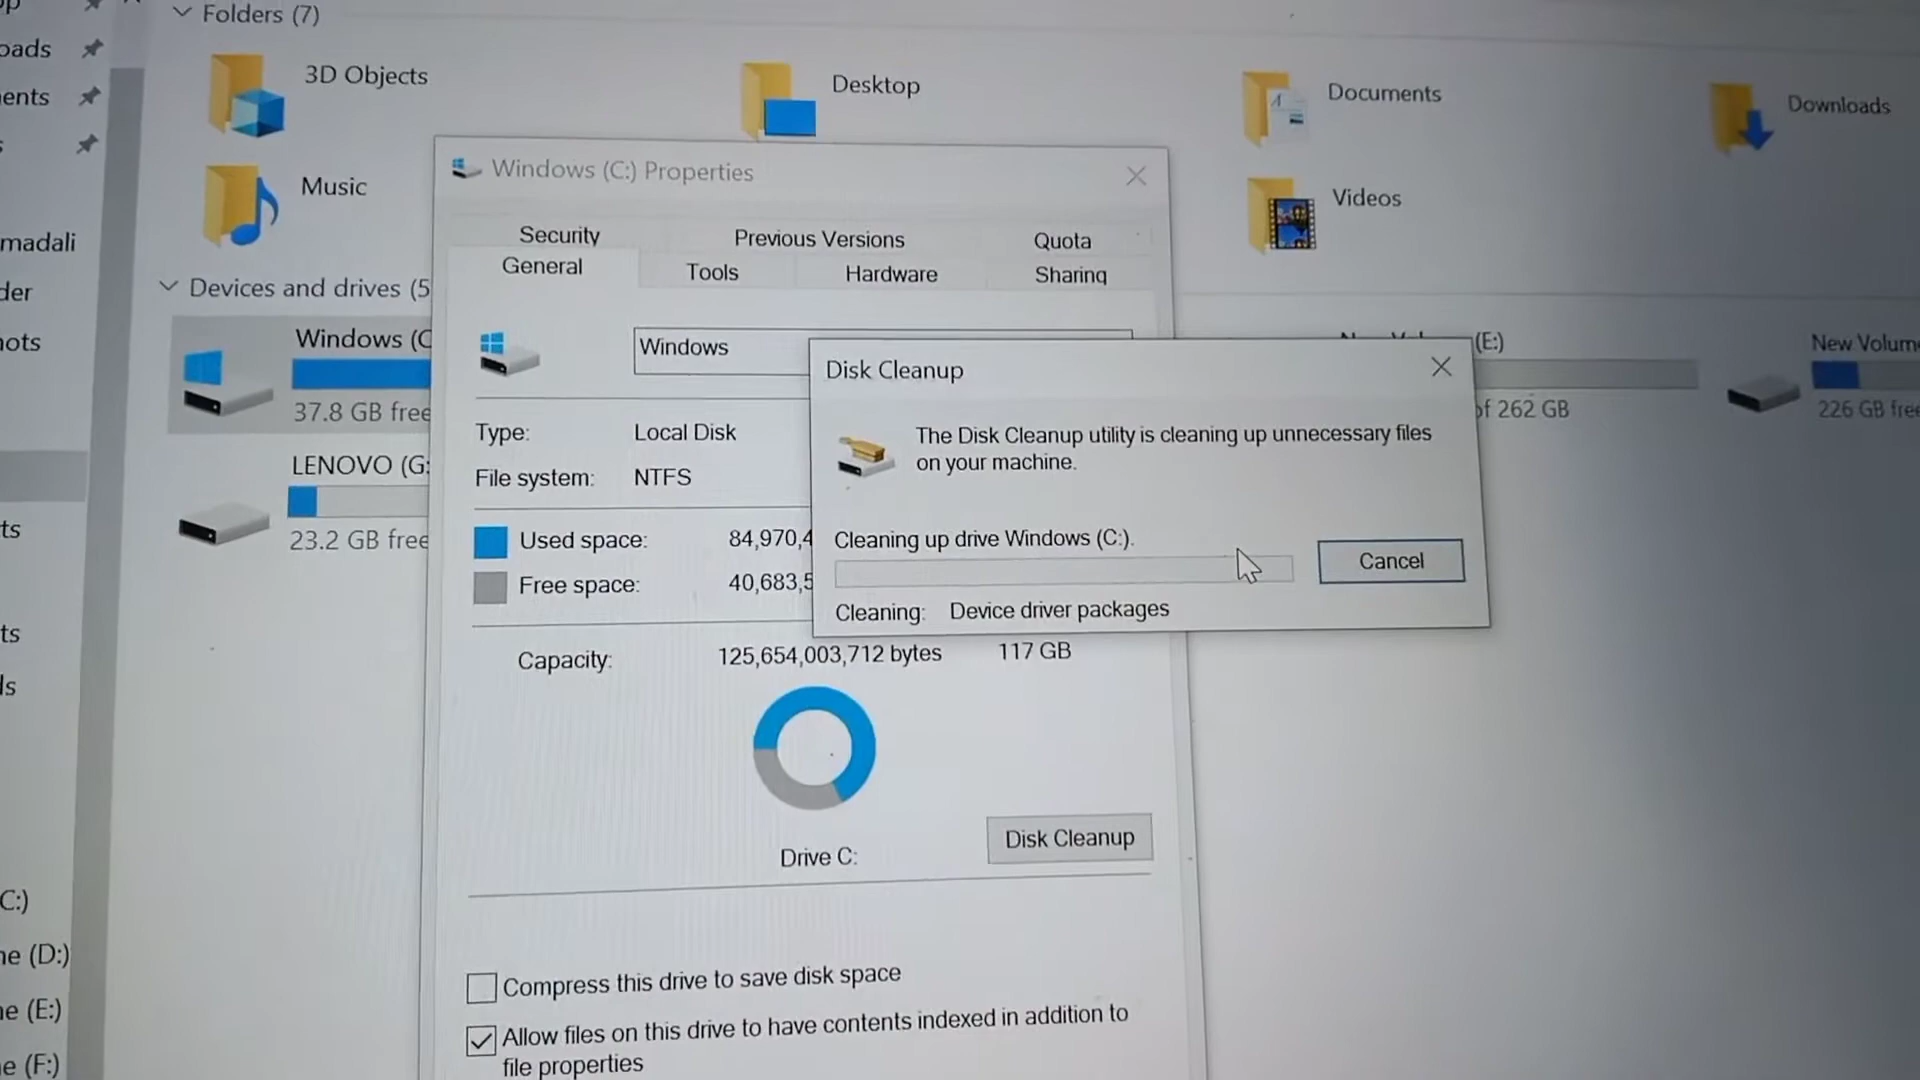 Folders (7)
3D Objects
Desktop
Documents
Downloads
Music
Videos
Devices and drives (5
Windows (C
37.8 GB free
LENOVO (G:
23.2 GB free
(E:)
of 262 GB
New Volume
226 GB free
oads
ents
madali
der
ots
ts
ts
ls
C:)
ne (D:)
ne (E:)
e (F:)
Windows (C:) Properties
Security
Previous Versions
Quota
General
Tools
Hardware
Sharing
Windows
Type:
Local Disk
File system:
NTFS
Used space:
84,970,4
Free space:
40,683,5
Capacity:
125,654,003,712 bytes
117 GB
Drive C:
Disk Cleanup
Compress this drive to save disk space
Allow files on this drive to have contents indexed in addition to
file properties
Disk Cleanup
The Disk Cleanup utility is cleaning up unnecessary files
on your machine.
Cleaning up drive Windows (C:).
Cancel
Cleaning:
Device driver packages